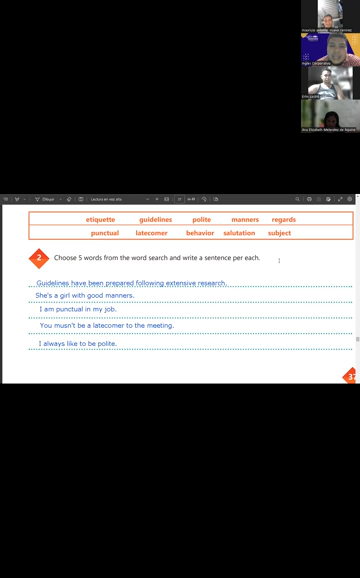 etiquette guidelines polite manners regards
punctual latecomer behavior salutation subject
2 Choose 5 words from the word search and write a sentence per each.
Guidelines have been prepared following extensive research.
She's a girl with good manners.
I am punctual in my job.
You musn't be a latecomer to the meeting.
I always like to be polite.
37